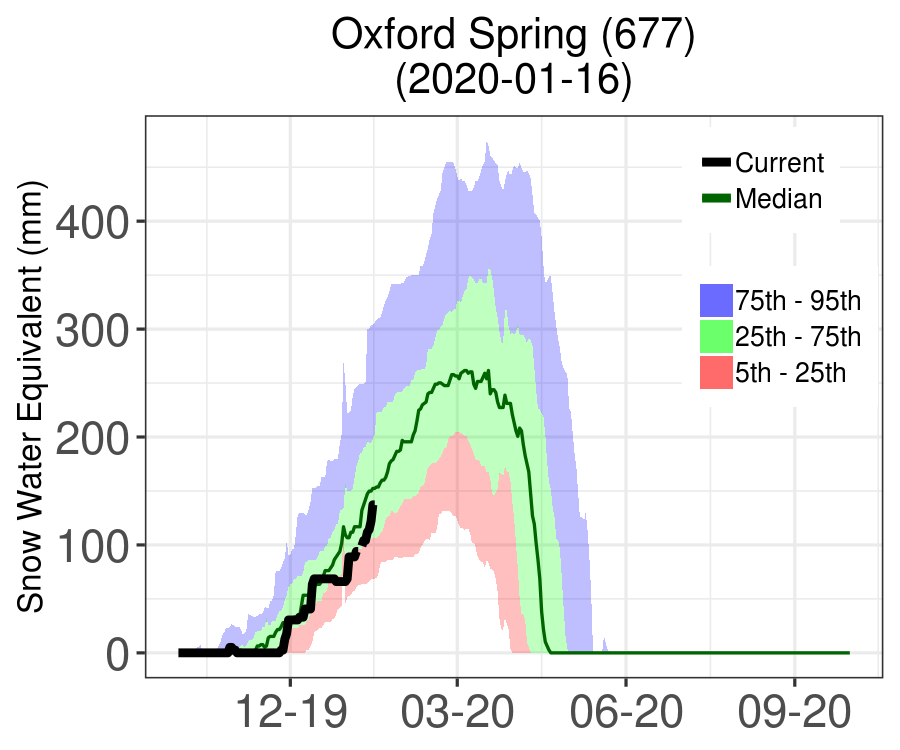 Oxford Spring (677)
(2020-01-16)
Snow Water Equivalent (mm)
400
300
200
100
0
12-19
03-20
06-20
09-20
Current
Median
75th - 95th
25th - 75th
5th - 25th